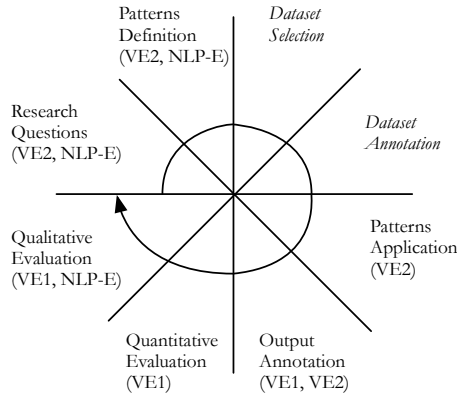 Patterns
Definition
(VE2, NLP-E)
Dataset
Selection
Research
Questions
(VE2, NLP-E)
Dataset
Annotation
Qualitative
Evaluation
(VE1, NLP-E)
Patterns
Application
(VE2)
Quantitative
Evaluation
(VE1)
Output
Annotation
(VE1, VE2)